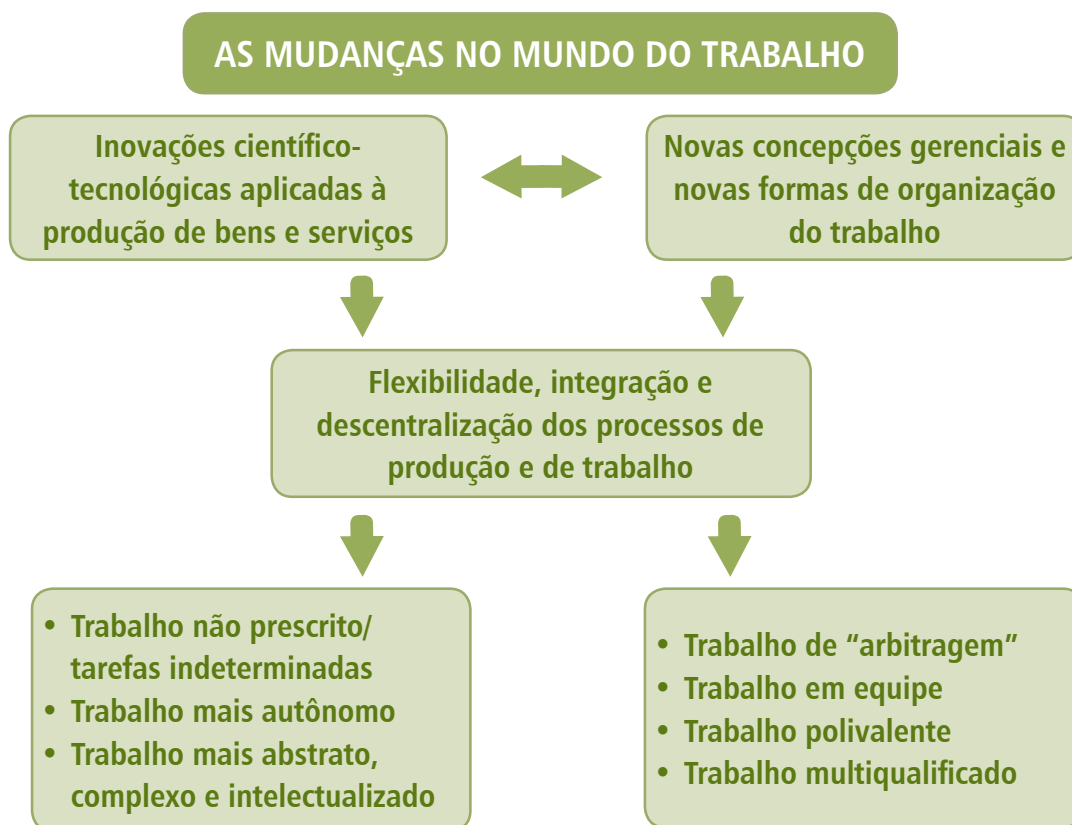 AS MUDANÇAS NO MUNDO DO TRABALHO
Inovações científico-
tecnológicas aplicadas à
produção de bens e serviços
Novas concepções gerenciais e
novas formas de organização
do trabalho
Flexibilidade, integração e
descentralização dos processos de
produção e de trabalho
• Trabalho não prescrito/
tarefas indeterminadas
• Trabalho mais autônomo
• Trabalho mais abstrato,
complexo e intelectualizado
• Trabalho de “arbitragem”
• Trabalho em equipe
• Trabalho polivalente
• Trabalho multiqualificado